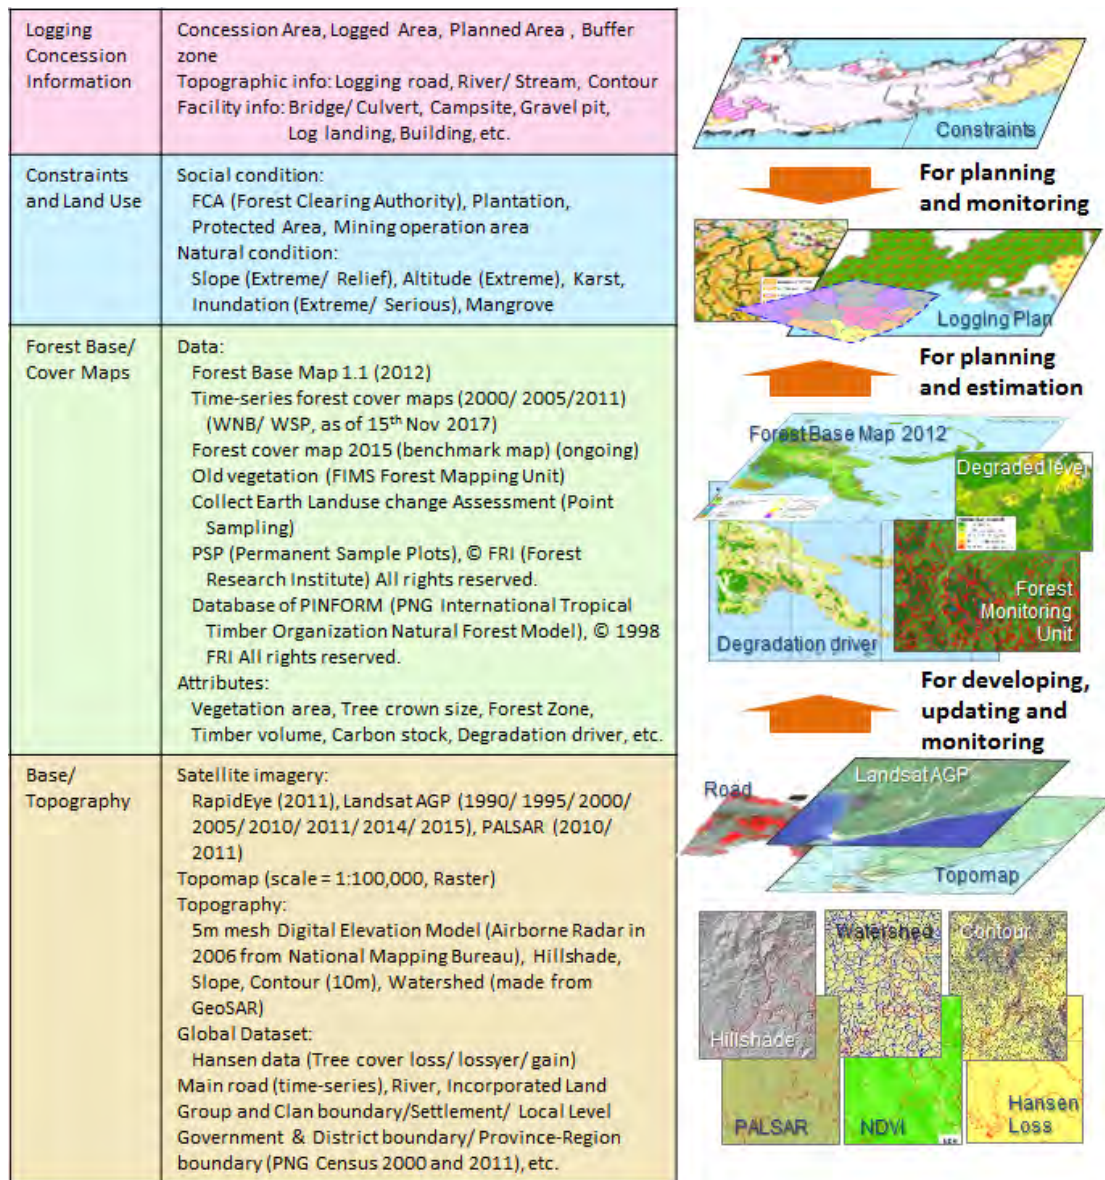 Logging
Concession
Information
Concession Area, Logged Area, Planned Area , Buffer
zone
Topographic info: Logging road, River/ Stream, Contour
Facility info: Bridge/ Culvert, Campsite, Gravel pit,
Log landing, Building, etc.
Constraints
and Land Use
Social condition:
FCA (Forest Clearing Authority), Plantation,
Protected Area, Mining operation area
Natural condition:
Slope (Extreme/ Relief), Altitude (Extreme), Karst,
Inundation (Extreme/ Serious), Mangrove
Forest Base/
Cover Maps
Data:
Forest Base Map 1.1 (2012)
Time-series forest cover maps (2000/ 2005/2011)
(WNB/ WSP, as of 15th Nov 2017)
Forest cover map 2015 (benchmark map) (ongoing)
Old vegetation (FIMS Forest Mapping Unit)
Collect Earth Landuse change Assessment (Point
Sampling)
PSP (Permanent Sample Plots), © FRI (Forest
Research Institute) All rights reserved.
Database of PINFORM (PNG International Tropical
Timber Organization Natural Forest Model), © 1998
FRI All rights reserved.
Attributes:
Vegetation area, Tree crown size, Forest Zone,
Timber volume, Carbon stock, Degradation driver, etc.
Base/
Topography
Satellite imagery:
RapidEye (2011), Landsat AGP (1990/ 1995/ 2000/
2005/ 2010/ 2011/ 2014/ 2015), PALSAR (2010/
2011)
Topomap (scale = 1:100,000, Raster)
Topography:
5m mesh Digital Elevation Model (Airborne Radar in
2006 from National Mapping Bureau), Hillshade,
Slope, Contour (10m), Watershed (made from
GeoSAR)
Global Dataset:
Hansen data (Tree cover loss/ lossyer/ gain)
Main road (time-series), River, Incorporated Land
Group and Clan boundary/Settlement/ Local Level
Government & District boundary/ Province-Region
boundary (PNG Census 2000 and 2011), etc.
Constraints
For planning
and monitoring
Logging Plan
For planning
and estimation
Forest Base Map 2012
Degraded level
Forest
Monitoring
Unit
Degradation driver
For developing,
updating and
monitoring
Road
Landsat AGP
Topomap
Hillshade
Watershed
Contour
PALSAR
NDVI
Hansen
Loss